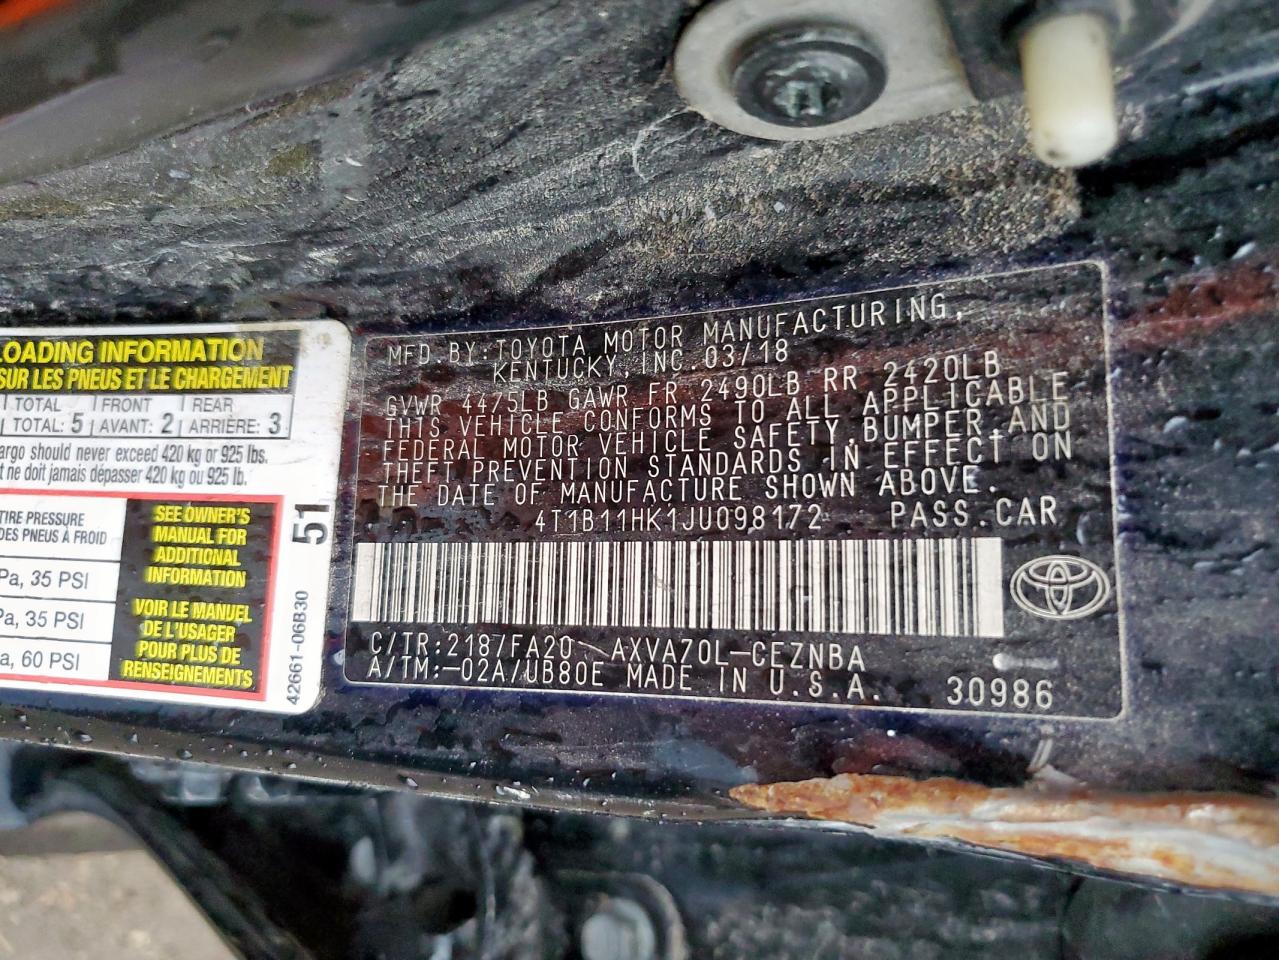 LOADING INFORMATION
SUR LES PNEUS ET LE CHARGEMENT
TOTAL | FRONT | REAR
TOTAL: 5 | AVANT: 2 | ARRIÈRE: 3
argo should never exceed 420 kg or 925 lbs.
t ne doit jamais dépasser 420 kg ou 925 lb.
TIRE PRESSURE
DES PNEUS À FROID
Pa, 35 PSI
Pa, 35 PSI
a, 60 PSI
SEE OWNER'S
MANUAL FOR
ADDITIONAL
INFORMATION
VOIR LE MANUEL
DE L'USAGER
POUR PLUS DE
RENSEIGNEMENTS
51
42661-06B30
MFD.BY:TOYOTA MOTOR MANUFACTURING,
KENTUCKY,INC.03/18
GVWR 4475LB GAWR FR 2490LB RR 2420LB
THIS VEHICLE CONFORMS TO ALL APPLICABLE
FEDERAL MOTOR VEHICLE SAFETY,BUMPER,AND
THEFT PREVENTION STANDARDS IN EFFECT ON
THE DATE OF MANUFACTURE SHOWN ABOVE.
4T1B11HK1JU098172 PASS.CAR
C/TR:2187FA20 AXVA70L-CEZNBA
A/TM:-02A/UB80E MADE IN U.S.A. 30986